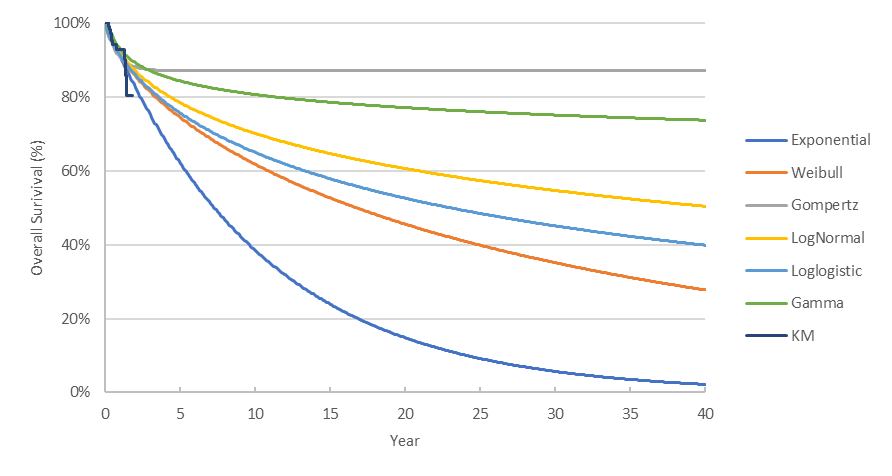 100%
80%
60%
40%
20%
0%
Overall Surivival (%)
0 5 10 15 20 25 30 35 40
Year
Exponential
Weibull
Gompertz
LogNormal
Loglogistic
Gamma
KM